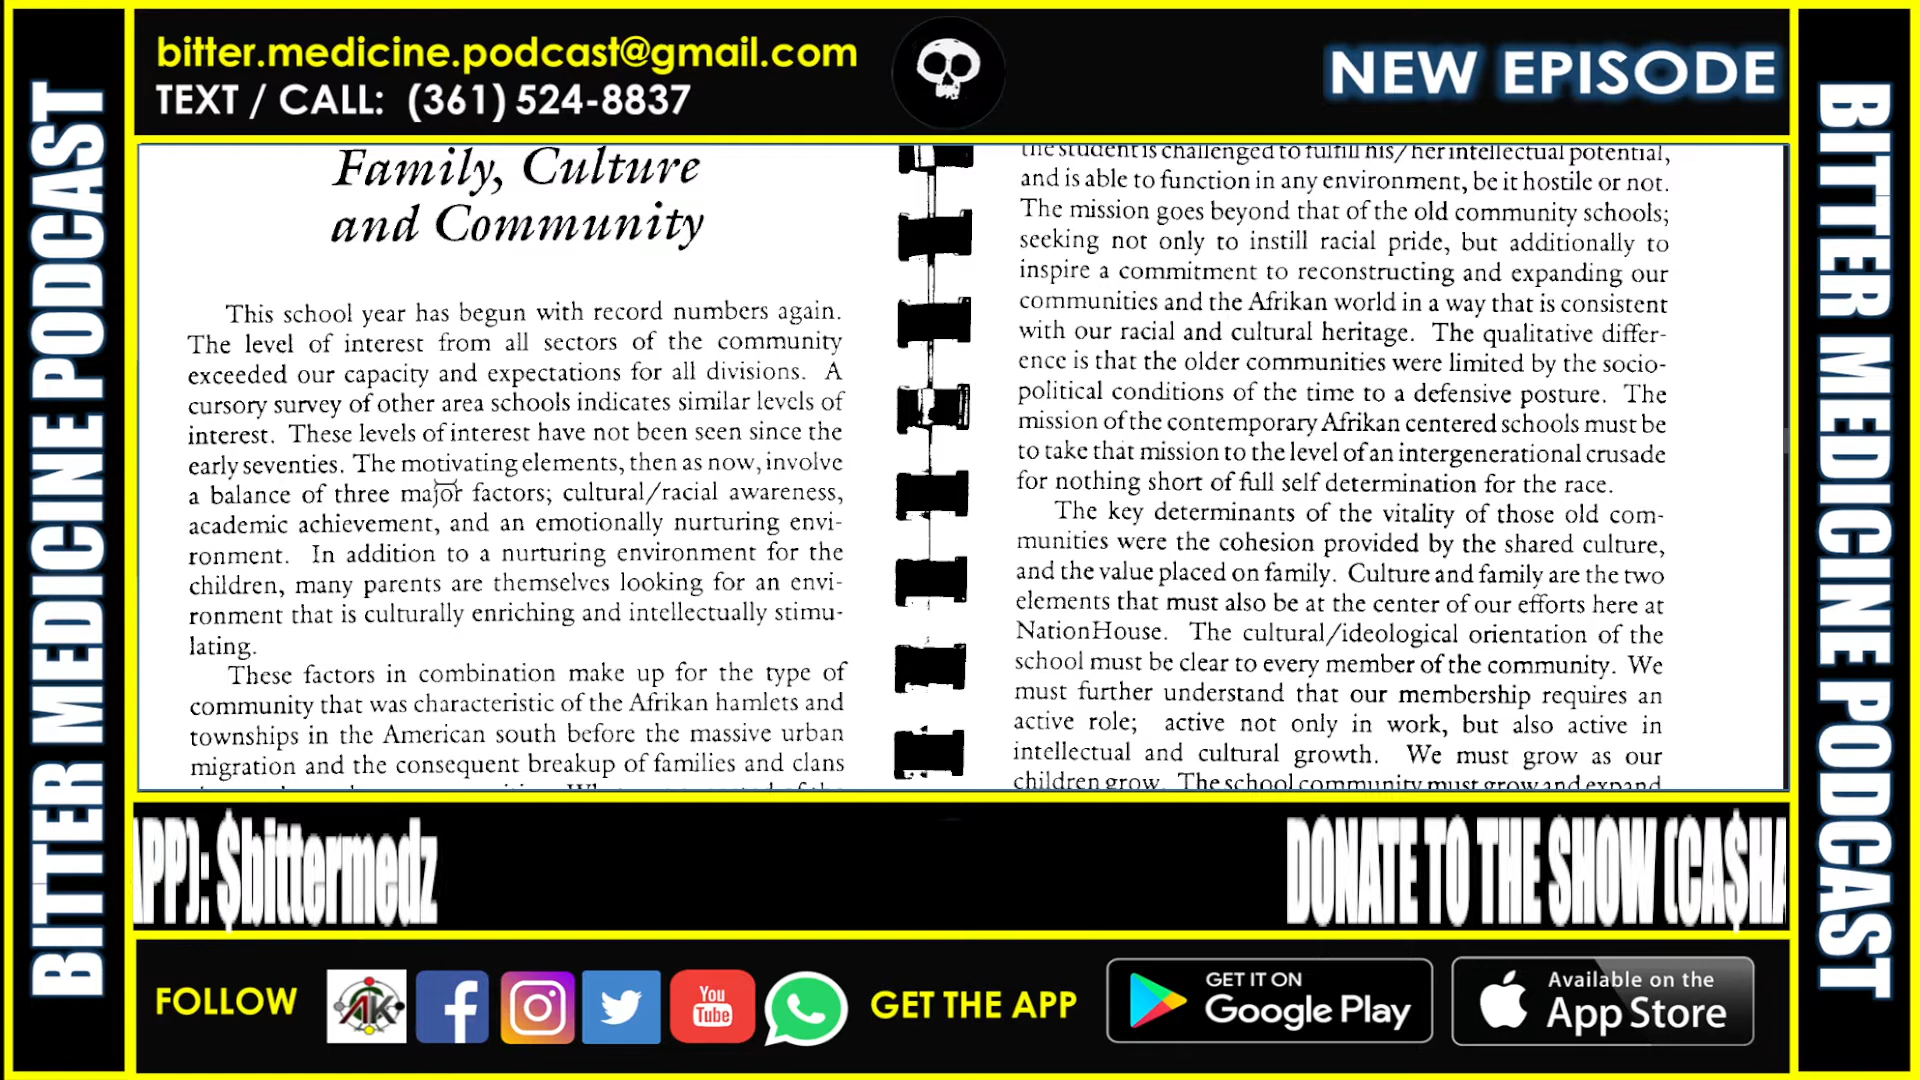 bitter.medicine.podcast@gmail.com
TEXT / CALL: (361) 524-8837
NEW EPISODE
BITTER MEDICINE PODCAST
Family, Culture
and Community
This school year has begun with record numbers again.
The level of interest from all sectors of the community
exceeded our capacity and expectations for all divisions. A
cursory survey of other area schools indicates similar levels of
interest. These levels of interest have not been seen since the
early seventies. The motivating elements, then as now, involve
a balance of three major factors; cultural/racial awareness,
academic achievement, and an emotionally nurturing envi-
ronment. In addition to a nurturing environment for the
children, many parents are themselves looking for an envi-
ronment that is culturally enriching and intellectually stimu-
lating.
These factors in combination make up for the type of
community that was characteristic of the Afrikan hamlets and
townships in the American south before the massive urban
migration and the consequent breakup of families and clans
the student is challenged to fulfill his/her intellectual potential,
and is able to function in any environment, be it hostile or not.
The mission goes beyond that of the old community schools;
seeking not only to instill racial pride, but additionally to
inspire a commitment to reconstructing and expanding our
communities and the Afrikan world in a way that is consistent
with our racial and cultural heritage. The qualitative differ-
ence is that the older communities were limited by the socio-
political conditions of the time to a defensive posture. The
mission of the contemporary Afrikan centered schools must be
to take that mission to the level of an intergenerational crusade
for nothing short of full self determination for the race.
The key determinants of the vitality of those old com-
munities were the cohesion provided by the shared culture,
and the value placed on family. Culture and family are the two
elements that must also be at the center of our efforts here at
NationHouse. The cultural/ideological orientation of the
school must be clear to every member of the community. We
must further understand that our membership requires an
active role; active not only in work, but also active in
intellectual and cultural growth. We must grow as our
children grow. The school community must grow and expand
BITTER MEDICINE PODCAST
APP): $bittermedz
DONATE TO THE SHOW (CA$HA
FOLLOW
AK
You
Tube
GET THE APP
GET IT ON
Google Play
Available on the
App Store